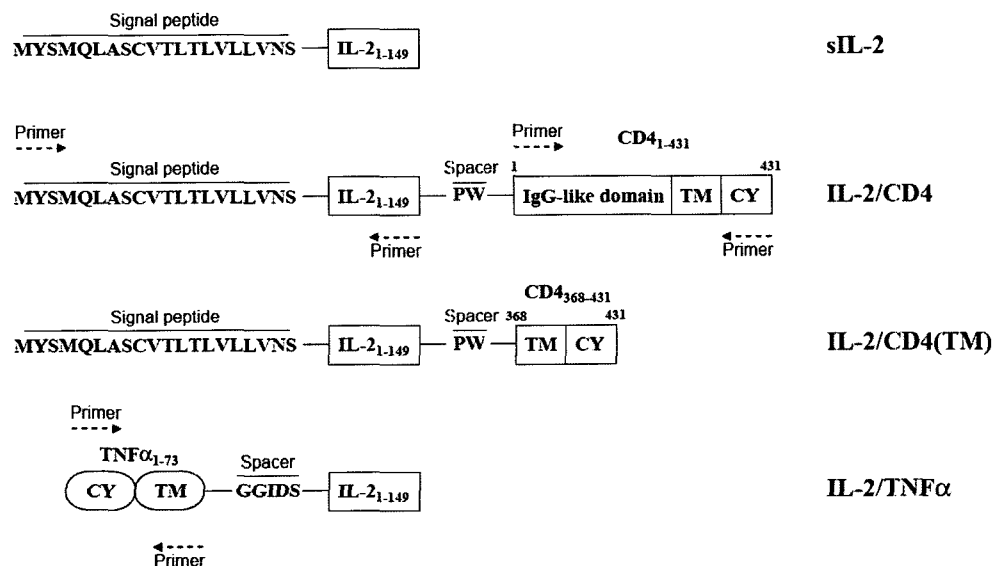 Signal peptide
MYSMQLASCVTLTLVLLVNS IL-2₁₋₁₄₉ sIL-2
Primer Primer CD4₁₋₄₃₁
Signal peptide Spacer 1 431
MYSMQLASCVTLTLVLLVNS IL-2₁₋₁₄₉ PW IgG-like domain TM CY IL-2/CD4
Primer Primer
CD4₃₆₈₋₄₃₁
Signal peptide Spacer 368 431
MYSMQLASCVTLTLVLLVNS IL-2₁₋₁₄₉ PW TM CY IL-2/CD4(TM)
Primer
TNFα₁₋₇₃ Spacer
CY TM GGIDS IL-2₁₋₁₄₉ IL-2/TNFα
Primer